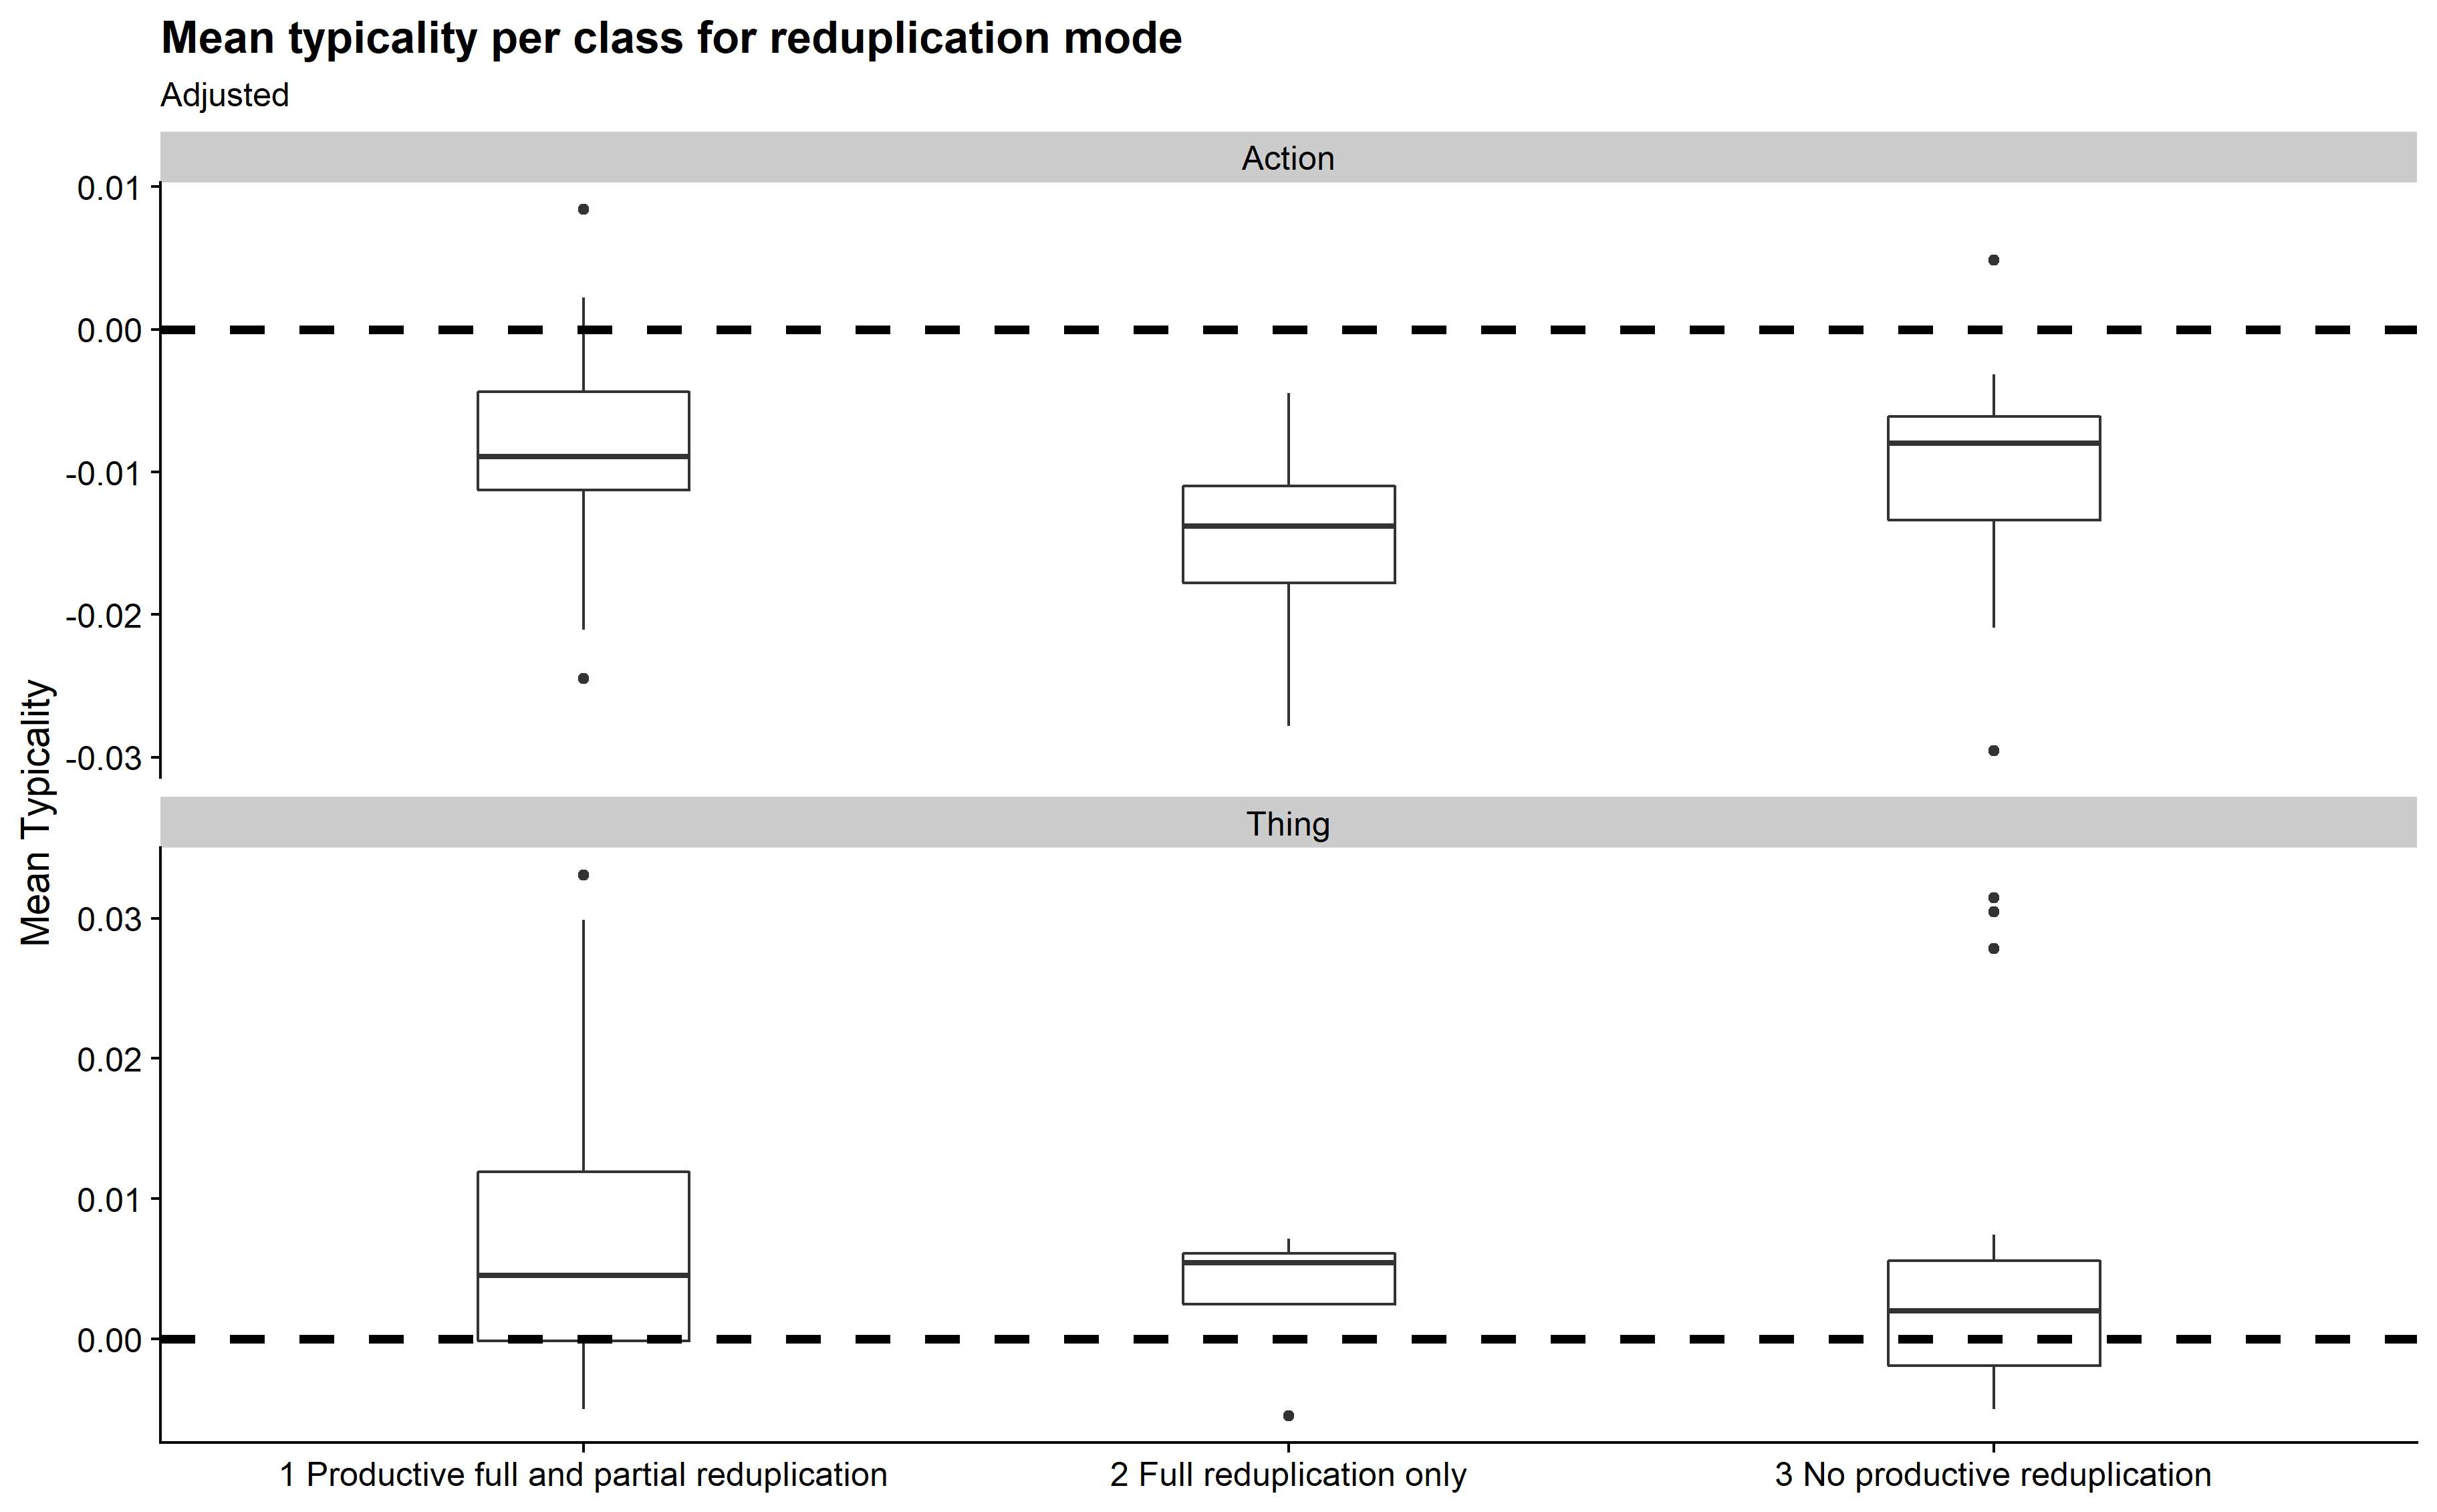 Mean typicality per class for reduplication mode
Adjusted
Action
0.01
0.00
-0.01
-0.02
-0.03
Mean Typicality
Thing
0.03
0.02
0.01
0.00
1 Productive full and partial reduplication
2 Full reduplication only
3 No productive reduplication